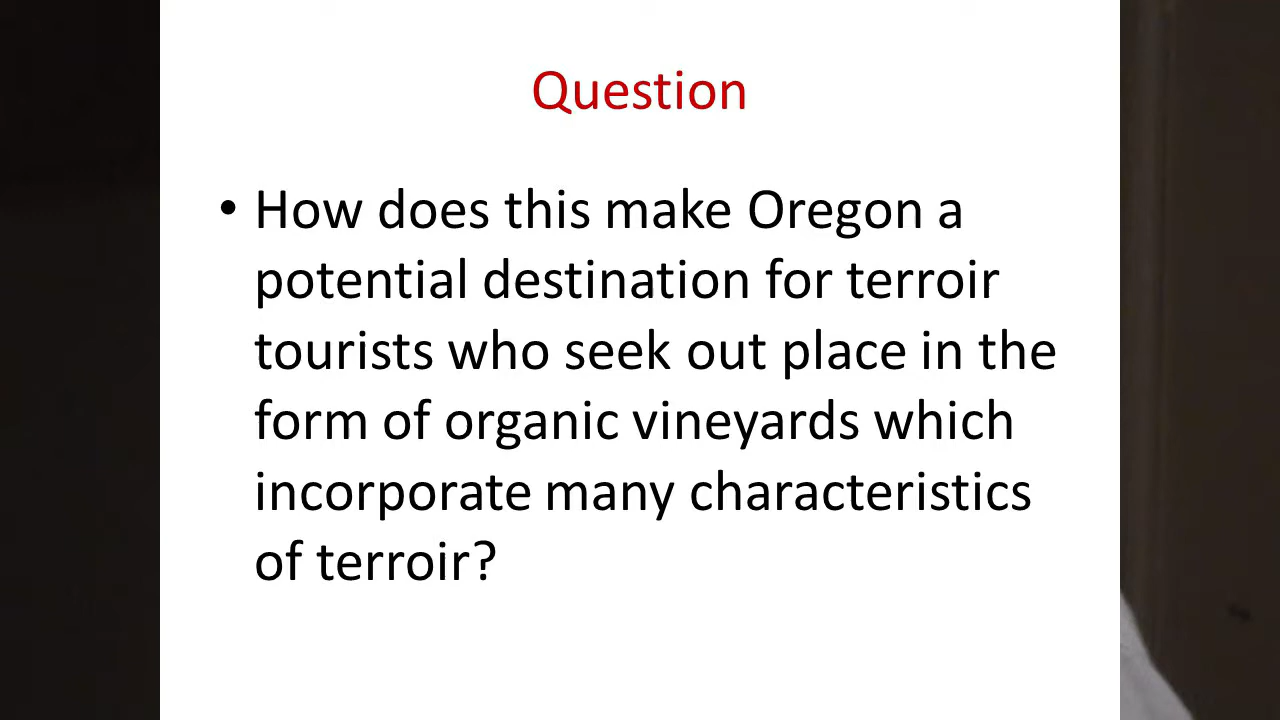 Question
• How does this make Oregon a
potential destination for terroir
tourists who seek out place in the
form of organic vineyards which
incorporate many characteristics
of terroir?